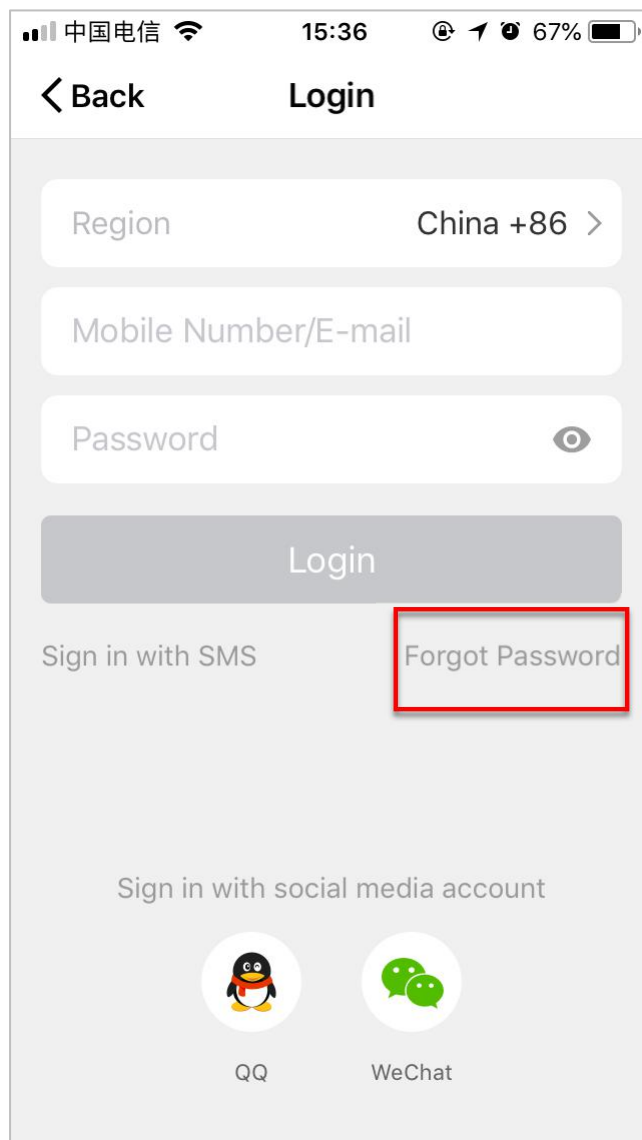 中国电信 15:36 67%
Back Login
Region China +86
Mobile Number/E-mail
Password
Login
Sign in with SMS Forgot Password
Sign in with social media account
QQ WeChat